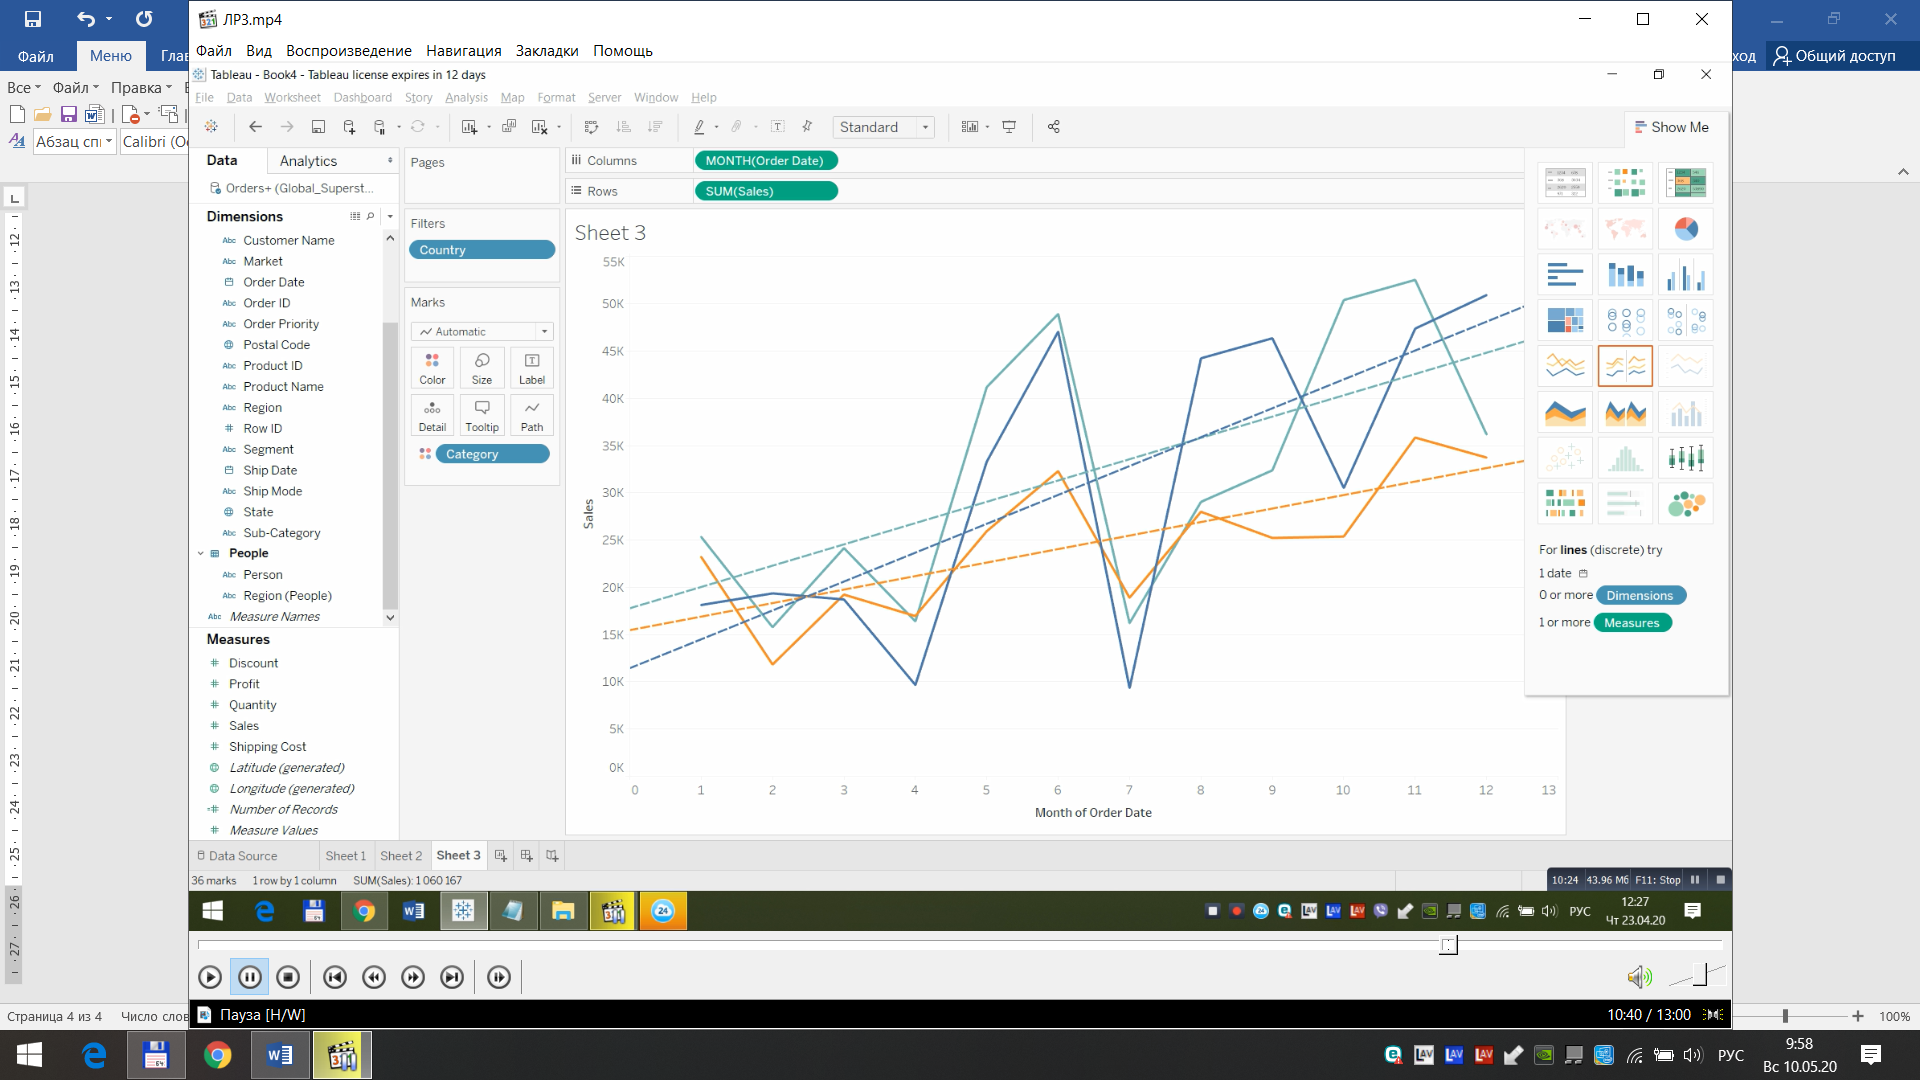 ЛР3.mp4
Файл Вид Воспроизведение Навигация Закладки Помощь
Файл Меню
Общий доступ
Все Файл Правка
Абзац
Calibri
Tableau - Book4 - Tableau license expires in 12 days
File Data Worksheet Dashboard Story Analysis Map Format Server Window Help
Standard
Show Me
Data Analytics
Orders+ (Global_Superst...
Dimensions
Customer Name
Market
Order Date
Order ID
Order Priority
Postal Code
Product ID
Product Name
Region
Row ID
Segment
Ship Date
Ship Mode
State
Sub-Category
People
Person
Region (People)
Measure Names
Measures
Discount
Profit
Quantity
Sales
Shipping Cost
Latitude (generated)
Longitude (generated)
Number of Records
Measure Values
Pages
Filters
Country
Marks
Automatic
Color Size Label
Detail Tooltip Path
Category
Columns MONTH(Order Date)
Rows SUM(Sales)
Sheet 3
55K
50K
45K
40K
35K
30K
25K
20K
15K
10K
5K
0K
Sales
0 1 2 3 4 5 6 7 8 9 10 11 12 13
Month of Order Date
For lines (discrete) try
1 date
0 or more Dimensions
1 or more Measures
Data Source Sheet 1 Sheet 2 Sheet 3
36 marks 1 row by 1 column SUM(Sales): 1 060 167
10:24 43.96 Мб F11: Stop
РУС
12:27
Чт 23.04.20
Пауза [H/W]
10:40 / 13:00
Страница 4 из 4 Число
100%
РУС
9:58
Вс 10.05.20